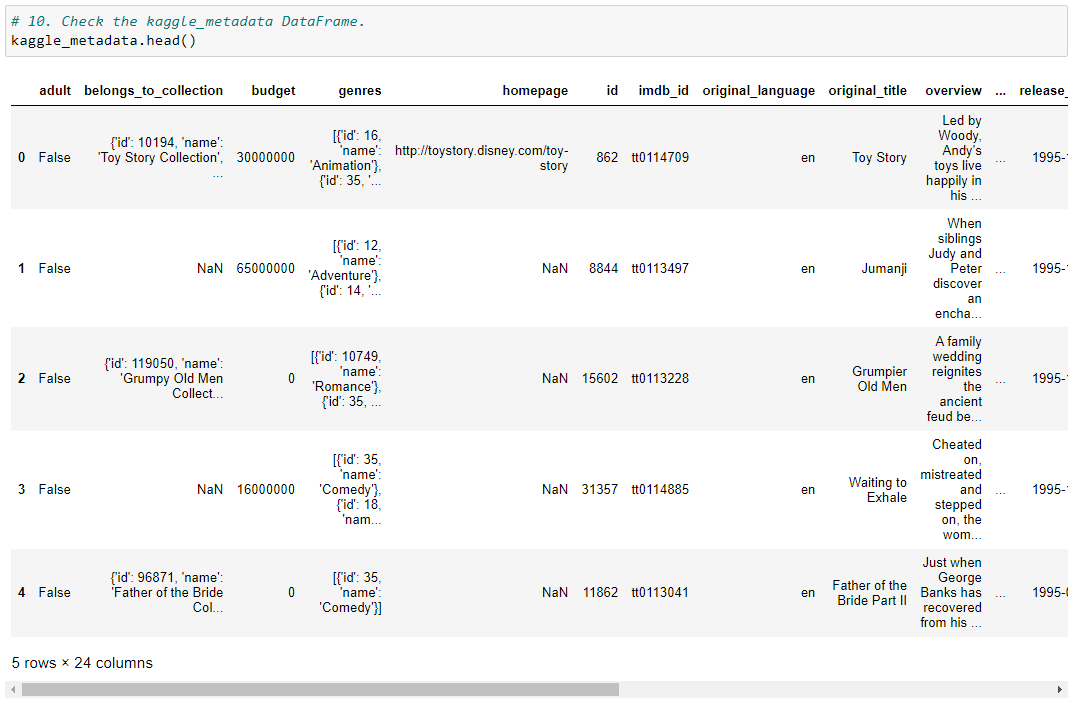 # 10. Check the kaggle_metadata DataFrame.
kaggle_metadata.head()
adult belongs_to_collection budget genres homepage id imdb_id original_language original_title overview ... release_
0 False {'id': 10194, 'name': 'Toy Story Collection', ... 30000000 [{'id': 16, 'name': 'Animation'}, {'id': 35, '... http://toystory.disney.com/toy-story 862 tt0114709 en Toy Story Led by Woody, Andy's toys live happily in his ... ... 1995-
1 False NaN 65000000 [{'id': 12, 'name': 'Adventure'}, {'id': 14, '... NaN 8844 tt0113497 en Jumanji When siblings Judy and Peter discover an encha... ... 1995-
2 False {'id': 119050, 'name': 'Grumpy Old Men Collect... 0 [{'id': 10749, 'name': 'Romance'}, {'id': 35, ... NaN 15602 tt0113228 en Grumpier Old Men A family wedding reignites the ancient feud be... ... 1995-
3 False NaN 16000000 [{'id': 35, 'name': 'Comedy'}, {'id': 18, 'nam... NaN 31357 tt0114885 en Waiting to Exhale Cheated on, mistreated and stepped on, the wom... ... 1995-
4 False {'id': 96871, 'name': 'Father of the Bride Col... 0 [{'id': 35, 'name': 'Comedy'}] NaN 11862 tt0113041 en Father of the Bride Part II Just when George Banks has recovered from his ... ... 1995-
5 rows × 24 columns